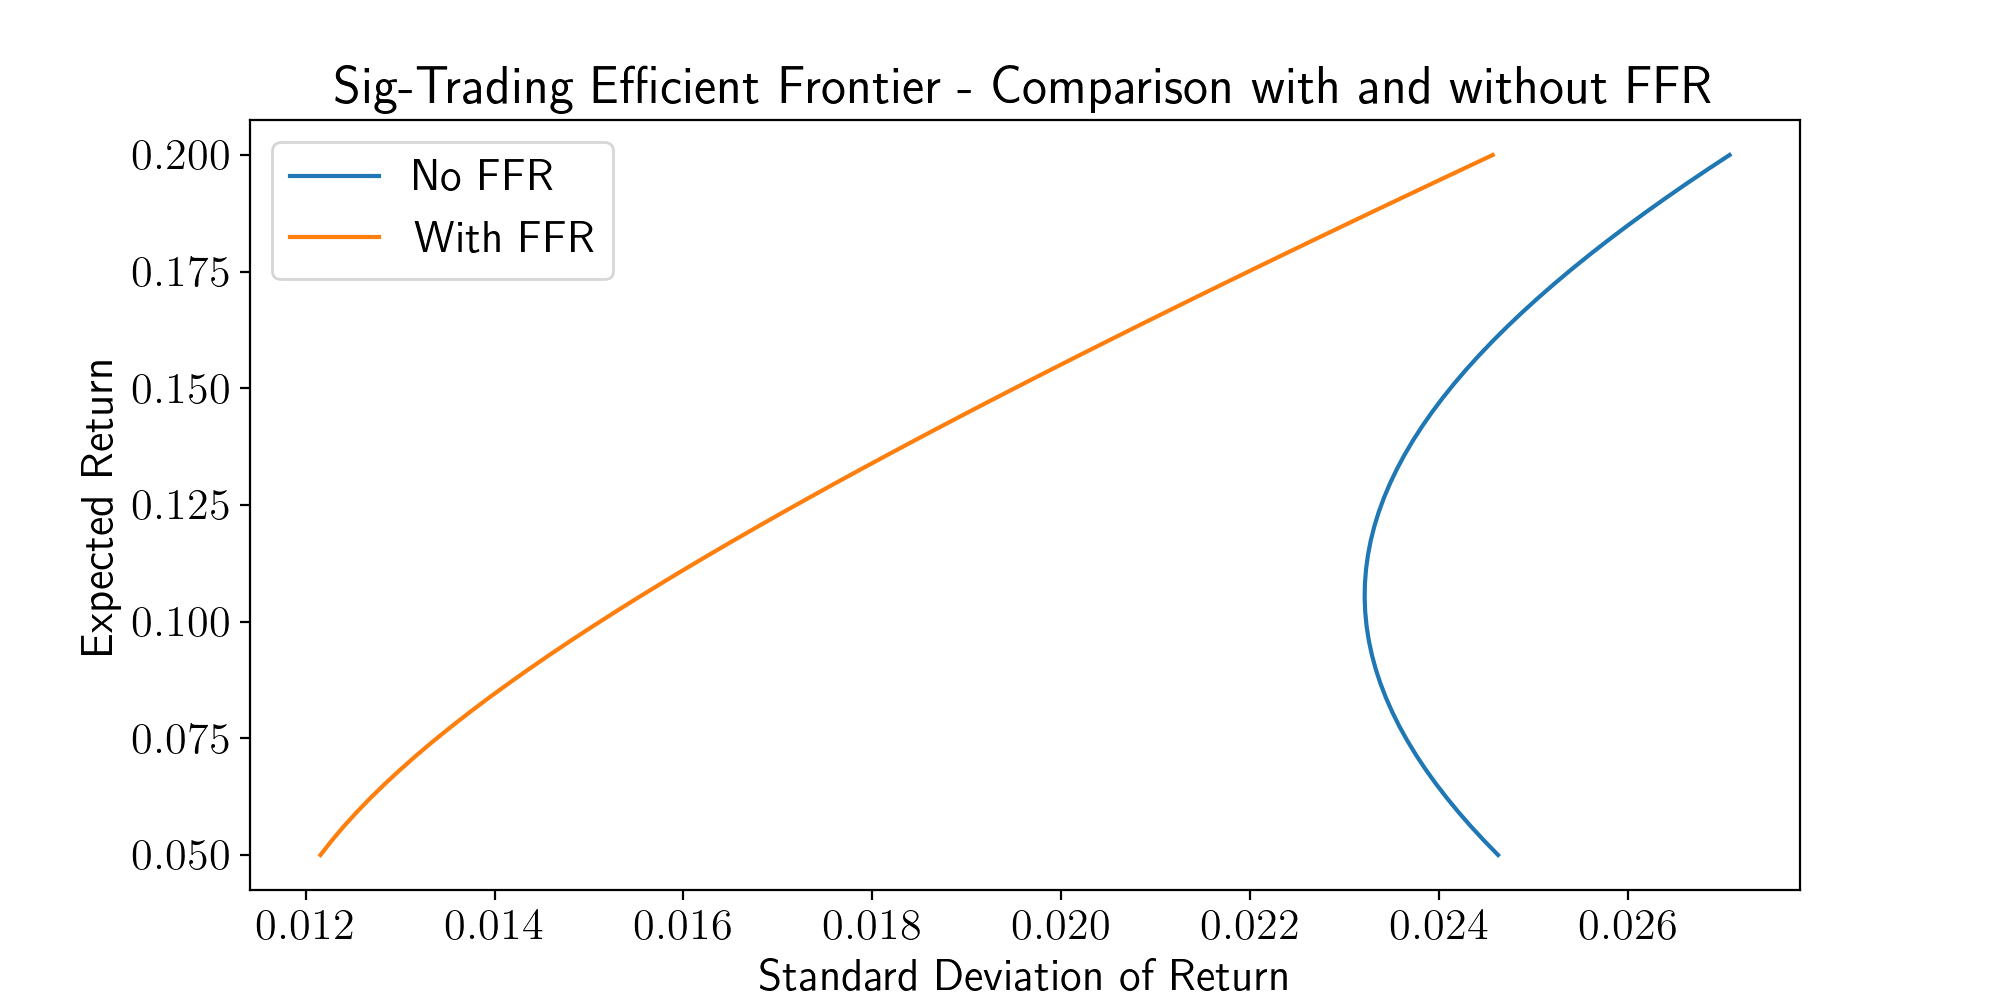 Sig-Trading Efficient Frontier - Comparison with and without FFR
No FFR
With FFR
Expected Return
0.200
0.175
0.150
0.125
0.100
0.075
0.050
0.012 0.014 0.016 0.018 0.020 0.022 0.024 0.026
Standard Deviation of Return